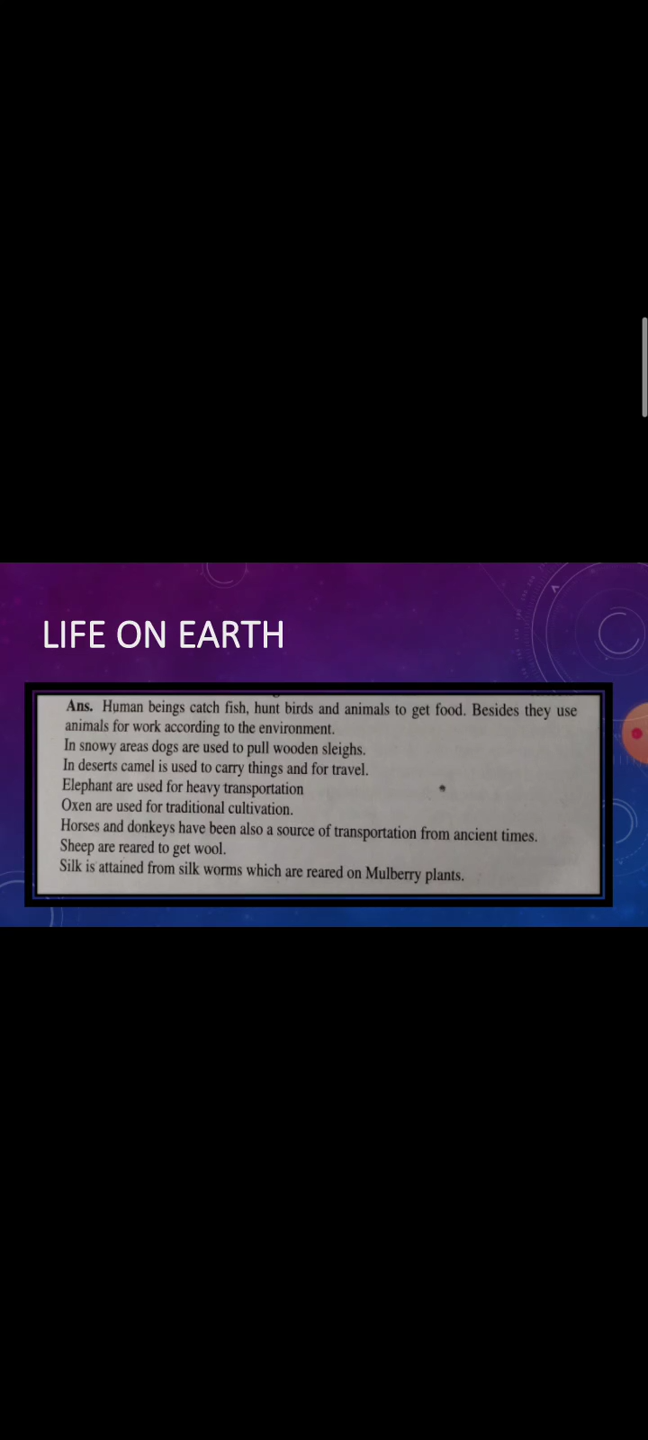 LIFE ON EARTH
Ans. Human beings catch fish, hunt birds and animals to get food. Besides they use
animals for work according to the environment.
In snowy areas dogs are used to pull wooden sleighs.
In deserts camel is used to carry things and for travel.
Elephant are used for heavy transportation
Oxen are used for traditional cultivation.
Horses and donkeys have been also a source of transportation from ancient times.
Sheep are reared to get wool.
Silk is attained from silk worms which are reared on Mulberry plants.